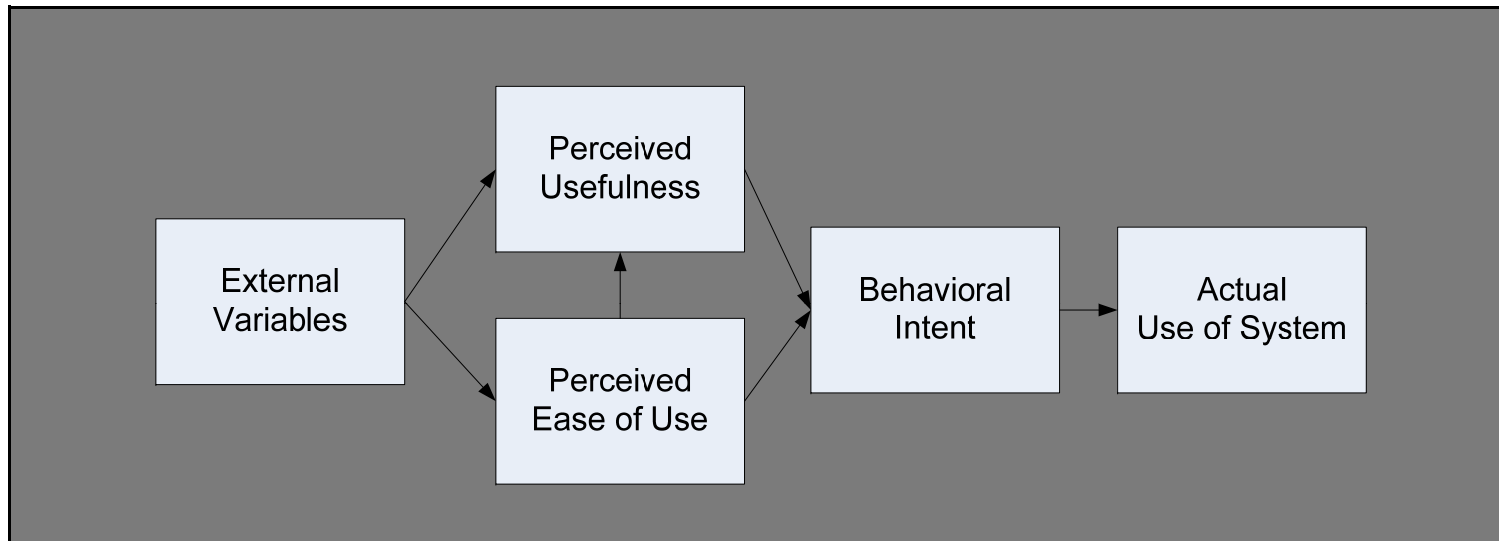 External
Variables
Perceived
Usefulness
Perceived
Ease of Use
Behavioral
Intent
Actual
Use of System